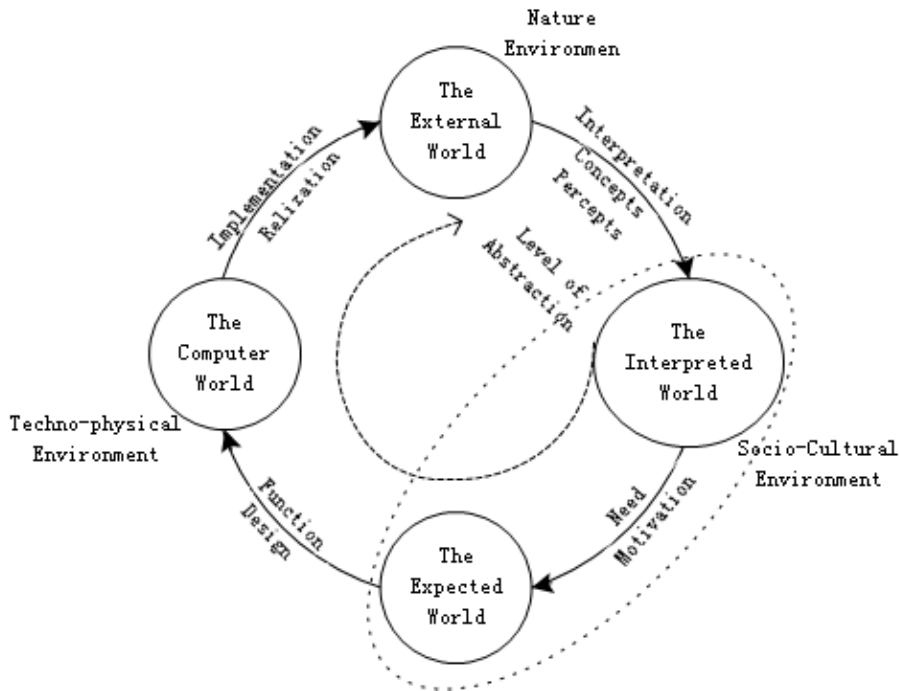 Nature
Environmen
The
External
World
Implementation
Relization
Interpretation
Concepts
Percepts
Level of
Abstraction
The
Computer
World
The
Interpreted
World
Techno-physical
Environment
Socio-Cultural
Environment
Function
Design
Need
Motivation
The
Expected
World